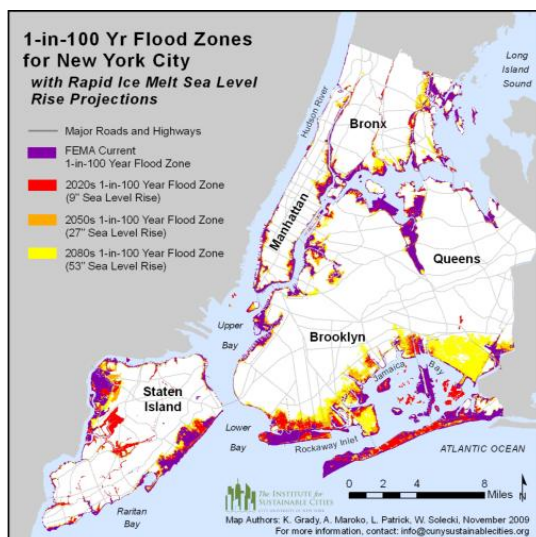 1-in-100 Yr Flood Zones
for New York City
with Rapid Ice Melt Sea Level
Rise Projections
Major Roads and Highways
FEMA Current
1-in-100 Year Flood Zone
2020s 1-in-100 Year Flood Zone
(9" Sea Level Rise)
2050s 1-in-100 Year Flood Zone
(27" Sea Level Rise)
2080s 1-in-100 Year Flood Zone
(53" Sea Level Rise)
Long
Island
Sound
Hudson River
Bronx
Manhattan
Queens
Upper
Bay
Brooklyn
Jamaica
Bay
Staten
Island
Lower
Bay
Rockaway Inlet
ATLANTIC OCEAN
Raritan
Bay
The Institute for
Sustainable Cities
0 2 4 8
Miles
N
Map Authors: K. Grady, A. Maroko, L. Patrick, W. Solecki, November 2009
For more information, contact: info@cunysustainablecities.org